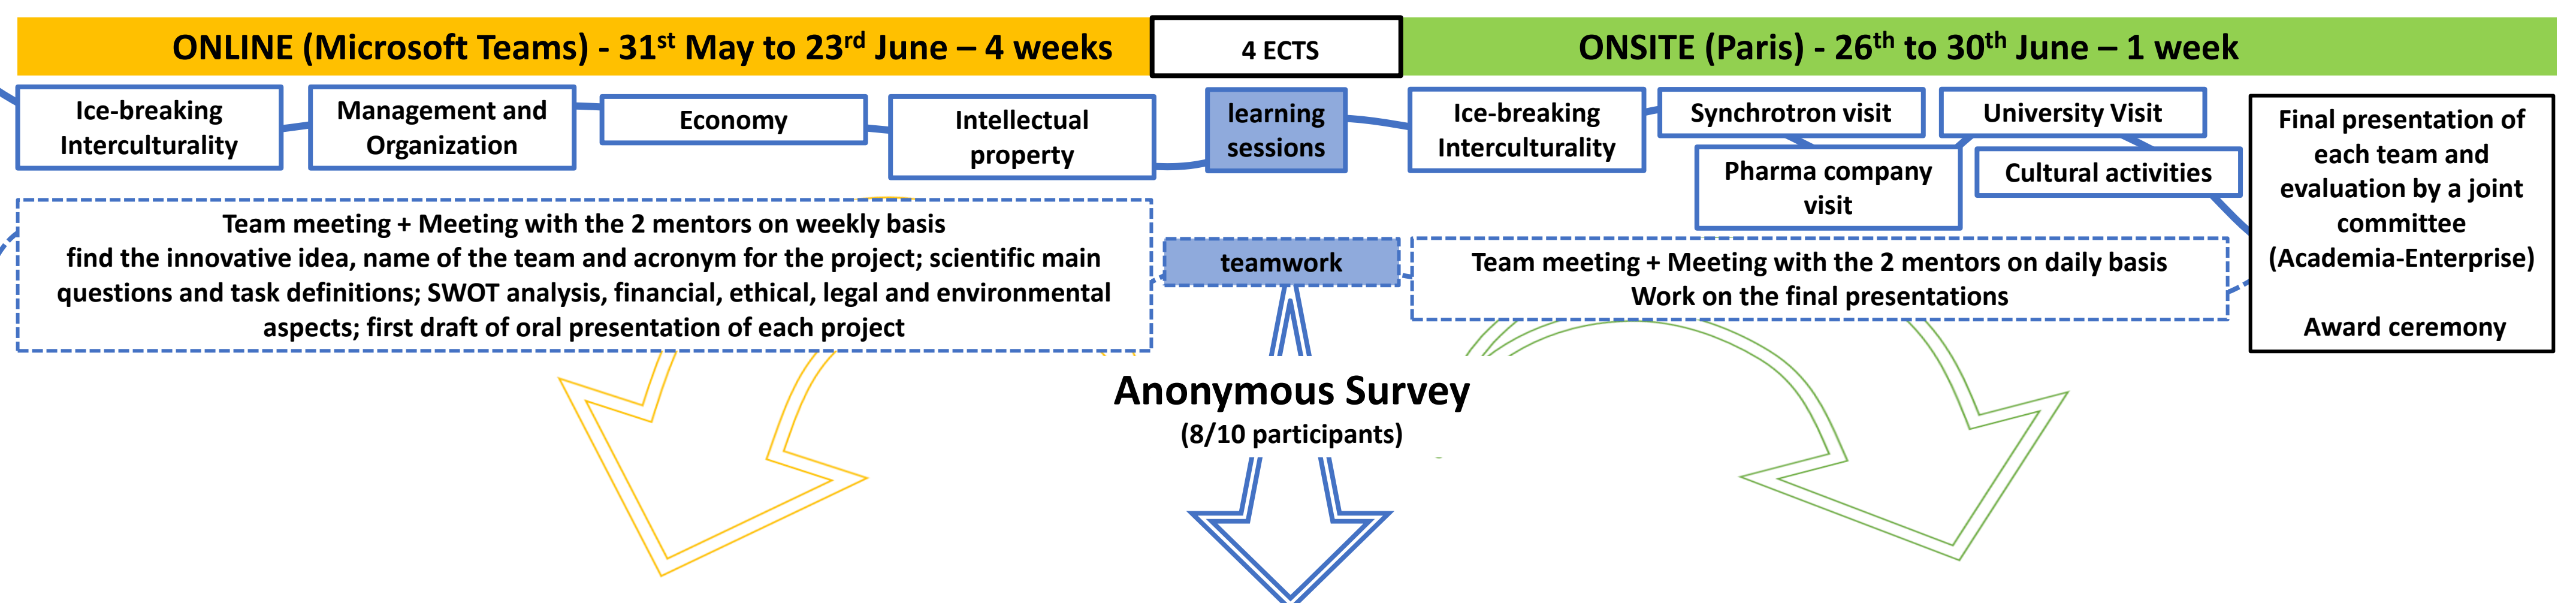 ONLINE (Microsoft Teams) - 31st May to 23rd June – 4 weeks
4 ECTS
ONSITE (Paris) - 26th to 30th June – 1 week
Ice-breaking
Interculturality
Management and
Organization
Economy
Intellectual
property
learning
sessions
Ice-breaking
Interculturality
Synchrotron visit
Pharma company
visit
University Visit
Cultural activities
Final presentation of
each team and
evaluation by a joint
committee
(Academia-Enterprise)
Award ceremony
Team meeting + Meeting with the 2 mentors on weekly basis
find the innovative idea, name of the team and acronym for the project; scientific main
questions and task definitions; SWOT analysis, financial, ethical, legal and environmental
aspects; first draft of oral presentation of each project
teamwork
Team meeting + Meeting with the 2 mentors on daily basis
Work on the final presentations
Anonymous Survey
(8/10 participants)